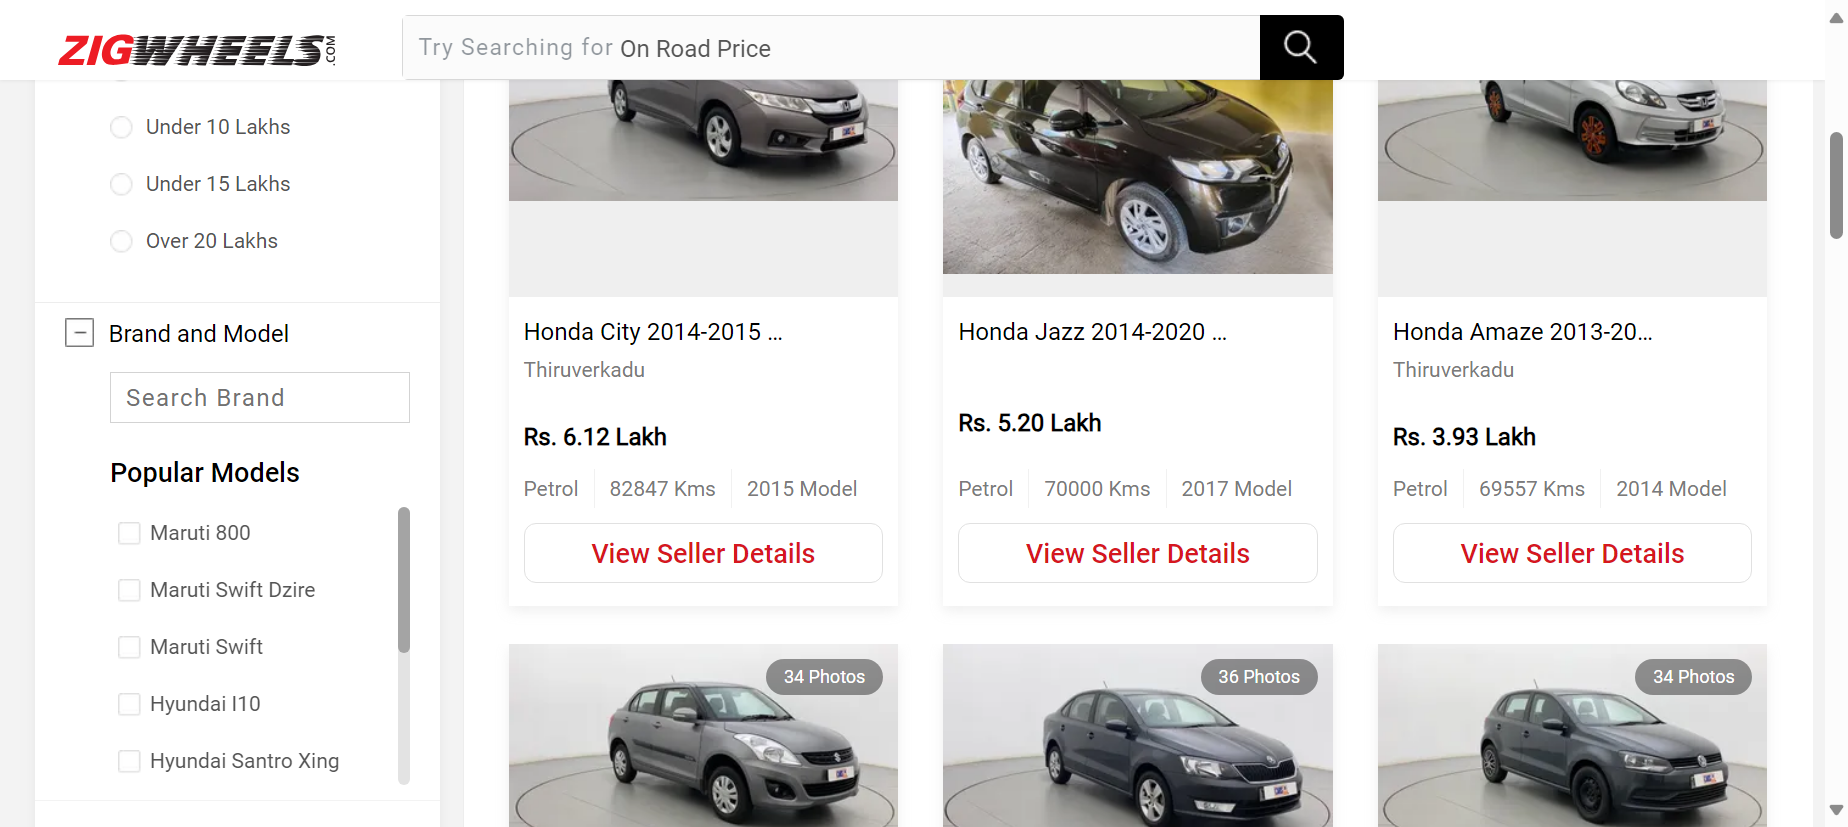 ZIGWHEELS.COM
Try Searching for On Road Price
Under 10 Lakhs
Under 15 Lakhs
Over 20 Lakhs
Brand and Model
Search Brand
Popular Models
Maruti 800
Maruti Swift Dzire
Maruti Swift
Hyundai I10
Hyundai Santro Xing
Honda City 2014-2015 ...
Thiruverkadu
Rs. 6.12 Lakh
Petrol 82847 Kms 2015 Model
View Seller Details
Honda Jazz 2014-2020 ...
Rs. 5.20 Lakh
Petrol 70000 Kms 2017 Model
View Seller Details
Honda Amaze 2013-20...
Thiruverkadu
Rs. 3.93 Lakh
Petrol 69557 Kms 2014 Model
View Seller Details
34 Photos
36 Photos
34 Photos